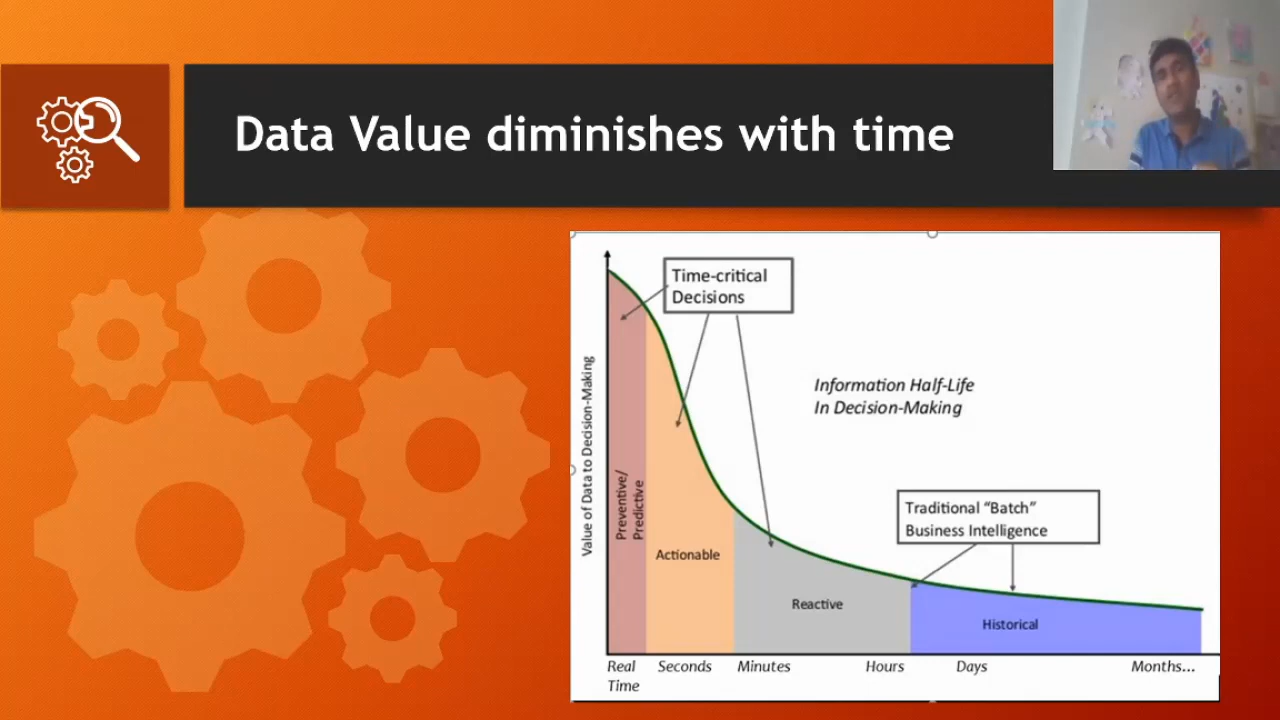 Data Value diminishes with time
Time-critical
Decisions
Information Half-Life
In Decision-Making
Value of Data to Decision-Making
Preventive/
Predictive
Actionable
Reactive
Traditional “Batch”
Business Intelligence
Historical
Real
Time
Seconds
Minutes
Hours
Days
Months...